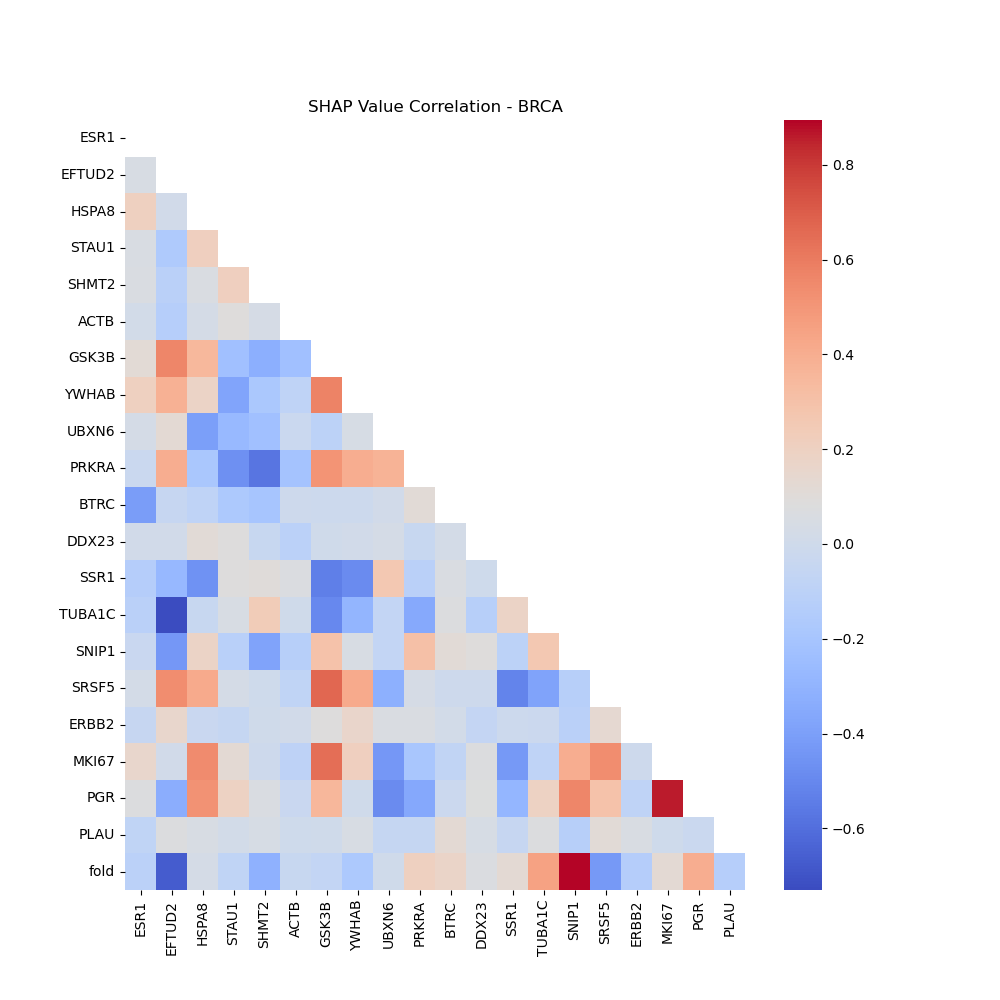 SHAP Value Correlation - BRCA
ESR1
EFTUD2
HSPA8
STAU1
SHMT2
ACTB
GSK3B
YWHAB
UBXN6
PRKRA
BTRC
DDX23
SSR1
TUBA1C
SNIP1
SRSF5
ERBB2
MKI67
PGR
PLAU
fold
ESR1
EFTUD2
HSPA8
STAU1
SHMT2
ACTB
GSK3B
YWHAB
UBXN6
PRKRA
BTRC
DDX23
SSR1
TUBA1C
SNIP1
SRSF5
ERBB2
MKI67
PGR
PLAU
0.8
0.6
0.4
0.2
0.0
−0.2
−0.4
−0.6